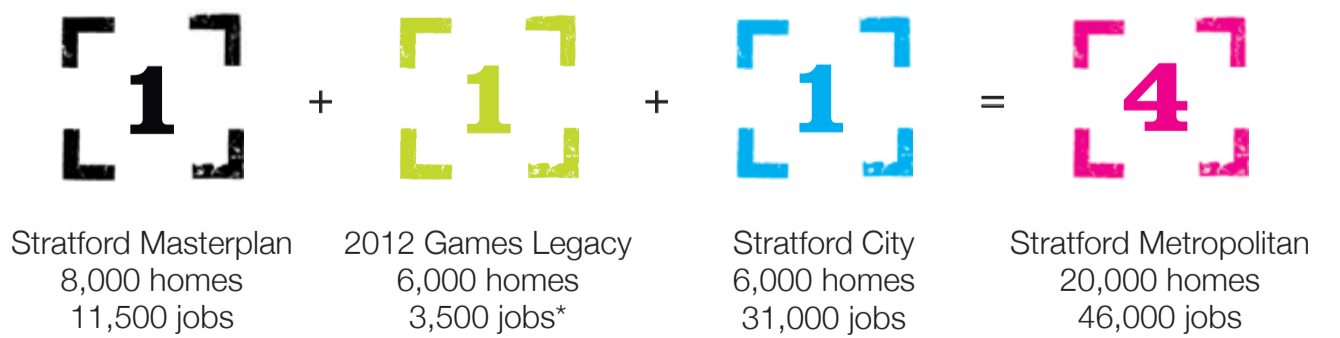 1 + 1 + 1 = 4
Stratford Masterplan
8,000 homes
11,500 jobs
2012 Games Legacy
6,000 homes
3,500 jobs*
Stratford City
6,000 homes
31,000 jobs
Stratford Metropolitan
20,000 homes
46,000 jobs